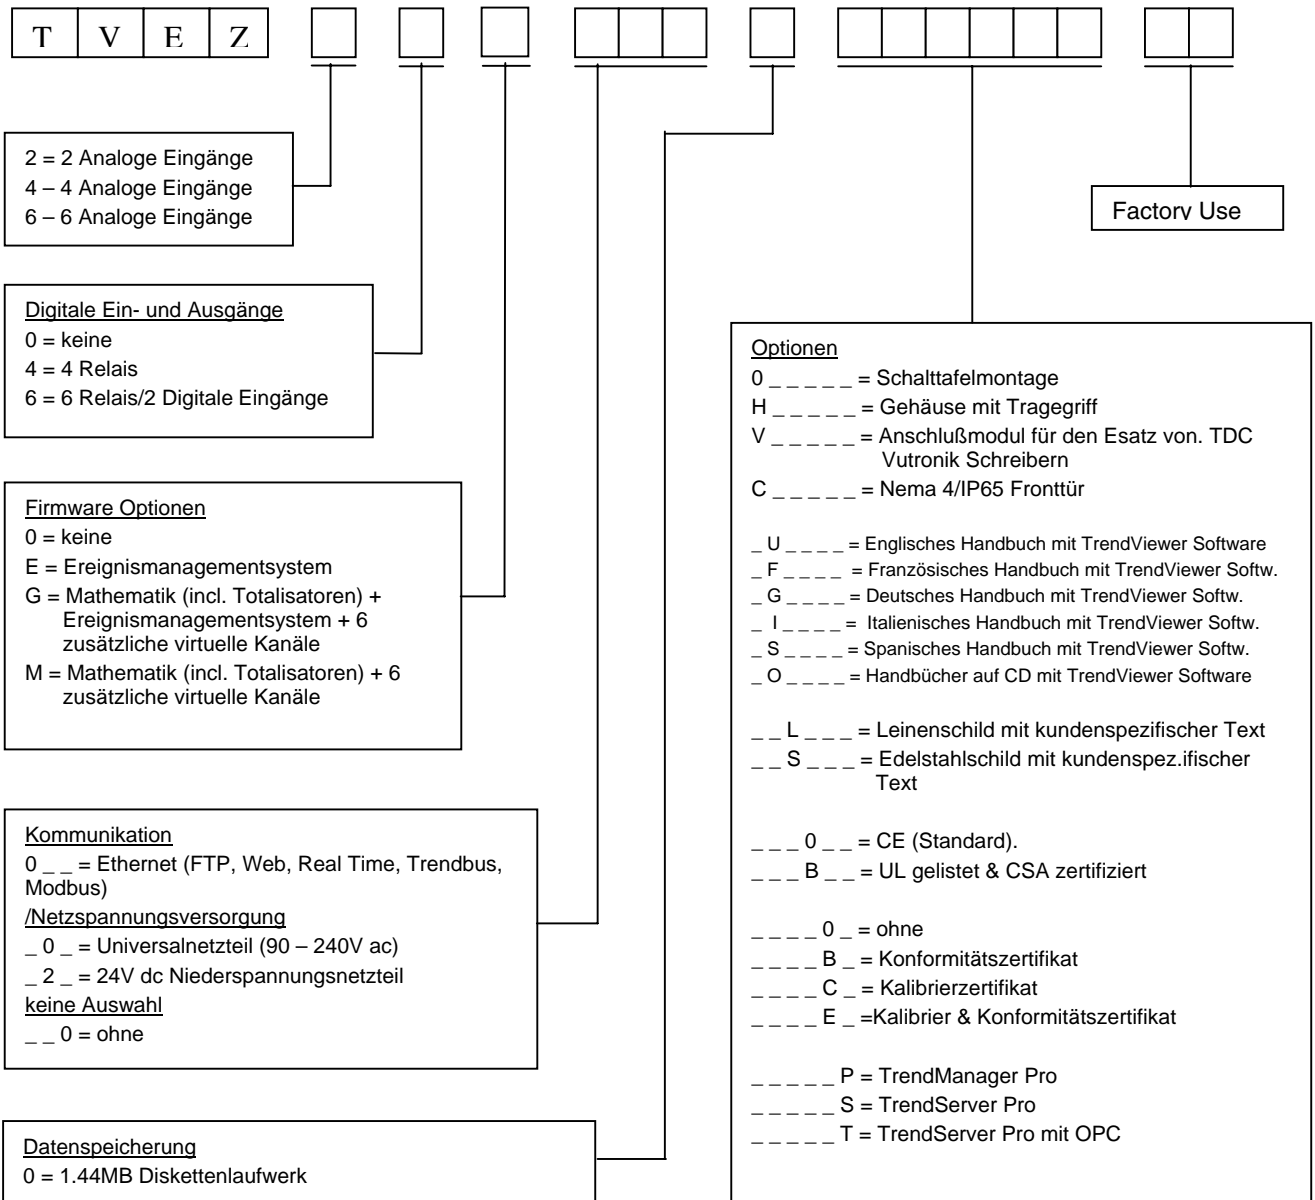 T V E Z
2 = 2 Analoge Eingänge
4 – 4 Analoge Eingänge
6 – 6 Analoge Eingänge
Factory Use
Digitale Ein- und Ausgänge
0 = keine
4 = 4 Relais
6 = 6 Relais/2 Digitale Eingänge
Firmware Optionen
0 = keine
E = Ereignismanagementsystem
G = Mathematik (incl. Totalisatoren) +
Ereignismanagementsystem + 6
zusätzliche virtuelle Kanäle
M = Mathematik (incl. Totalisatoren) + 6
zusätzliche virtuelle Kanäle
Kommunikation
0 _ _ = Ethernet (FTP, Web, Real Time, Trendbus,
Modbus)
/Netzspannungsversorgung
_ 0 _ = Universalnetzteil (90 – 240V ac)
_ 2 _ = 24V dc Niederspannungsnetzteil
keine Auswahl
_ _ 0 = ohne
Datenspeicherung
0 = 1.44MB Diskettenlaufwerk
Optionen
0 _ _ _ _ _ = Schalttafelmontage
H _ _ _ _ _ = Gehäuse mit Tragegriff
V _ _ _ _ _ = Anschlußmodul für den Esatz von. TDC
Vutronik Schreibern
C _ _ _ _ _ = Nema 4/IP65 Fronttür
_ U _ _ _ _ = Englisches Handbuch mit TrendViewer Software
_ F _ _ _ _ = Französisches Handbuch mit TrendViewer Softw.
_ G _ _ _ _ = Deutsches Handbuch mit TrendViewer Softw.
_ I _ _ _ _ = Italienisches Handbuch mit TrendViewer Softw.
_ S _ _ _ _ = Spanisches Handbuch mit TrendViewer Softw.
_ O _ _ _ _ = Handbücher auf CD mit TrendViewer Software
_ _ L _ _ _ = Leinenschild mit kundenspezifischer Text
_ _ S _ _ _ = Edelstahlschild mit kundenspez.ifischer
Text
_ _ _ 0 _ _ = CE (Standard).
_ _ _ B _ _ = UL gelistet & CSA zertifiziert
_ _ _ _ 0 _ = ohne
_ _ _ _ B _ = Konformitätszertifikat
_ _ _ _ C _ = Kalibrierzertifikat
_ _ _ _ E _ =Kalibrier & Konformitätszertifikat
_ _ _ _ _ P = TrendManager Pro
_ _ _ _ _ S = TrendServer Pro
_ _ _ _ _ T = TrendServer Pro mit OPC